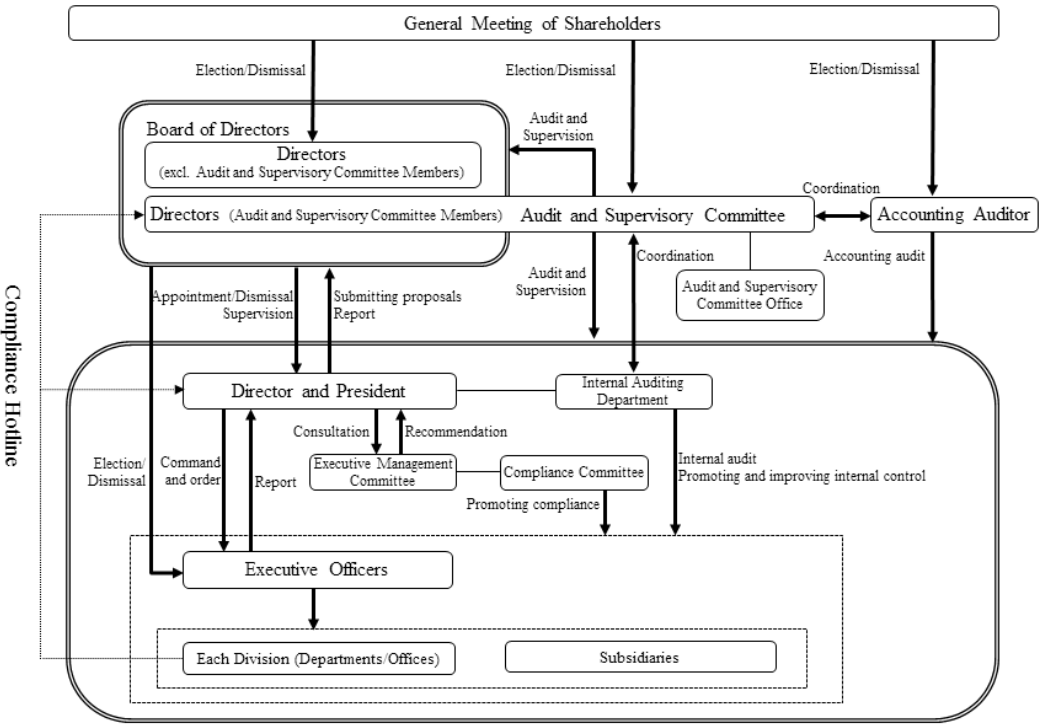 General Meeting of Shareholders
Election/Dismissal
Election/Dismissal
Election/Dismissal
Board of Directors
Directors
(excl. Audit and Supervisory Committee Members)
Audit and
Supervision
Directors (Audit and Supervisory Committee Members)
Audit and Supervisory Committee
Coordination
Accounting Auditor
Appointment/Dismissal
Supervision
Submitting proposals
Report
Audit and
Supervision
Coordination
Audit and Supervisory
Committee Office
Accounting audit
Compliance Hotline
Director and President
Internal Auditing
Department
Consultation
Recommendation
Executive Management
Committee
Compliance Committee
Election/
Dismissal
Command
and order
Report
Promoting compliance
Internal audit
Promoting and improving internal control
Executive Officers
Each Division (Departments/Offices)
Subsidiaries